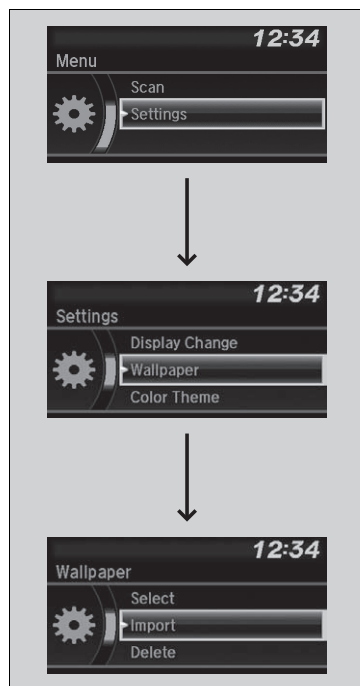 12:34
Menu
Scan
Settings
12:34
Settings
Display Change
Wallpaper
Color Theme
12:34
Wallpaper
Select
Import
Delete